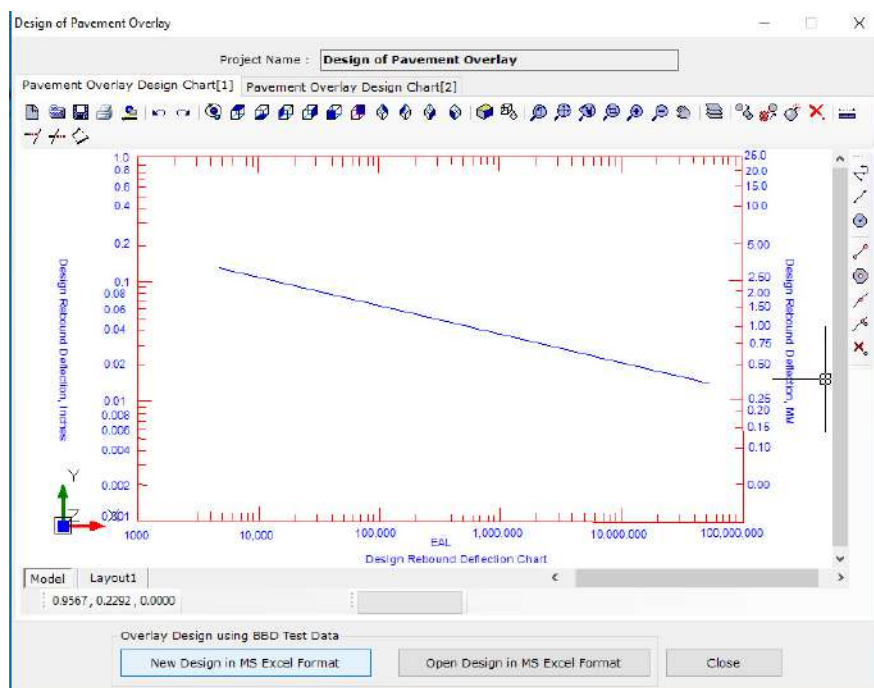 Design of Pavement Overlay
Project Name : Design of Pavement Overlay
Pavement Overlay Design Chart[1] Pavement Overlay Design Chart[2]
1.0
0.8
0.6
0.4
0.2
0.1
0.08
0.06
0.04
0.02
0.01
0.008
0.006
0.004
0.002
0.001
Design Rebound Deflection, Inches
26.0
20.0
15.0
10.0
5.00
2.50
2.00
1.50
1.00
0.75
0.50
0.25
0.20
0.15
0.10
0.00
Design Rebound Deflection, MM
Y
Z X
1000 10,000 100,000 1,000,000 10,000,000 100,000,000
EAL
Design Rebound Deflection Chart
Model Layout1
0.9567 , 0.2292 , 0.0000
Overlay Design using BBD Test Data
New Design in MS Excel Format Open Design in MS Excel Format Close